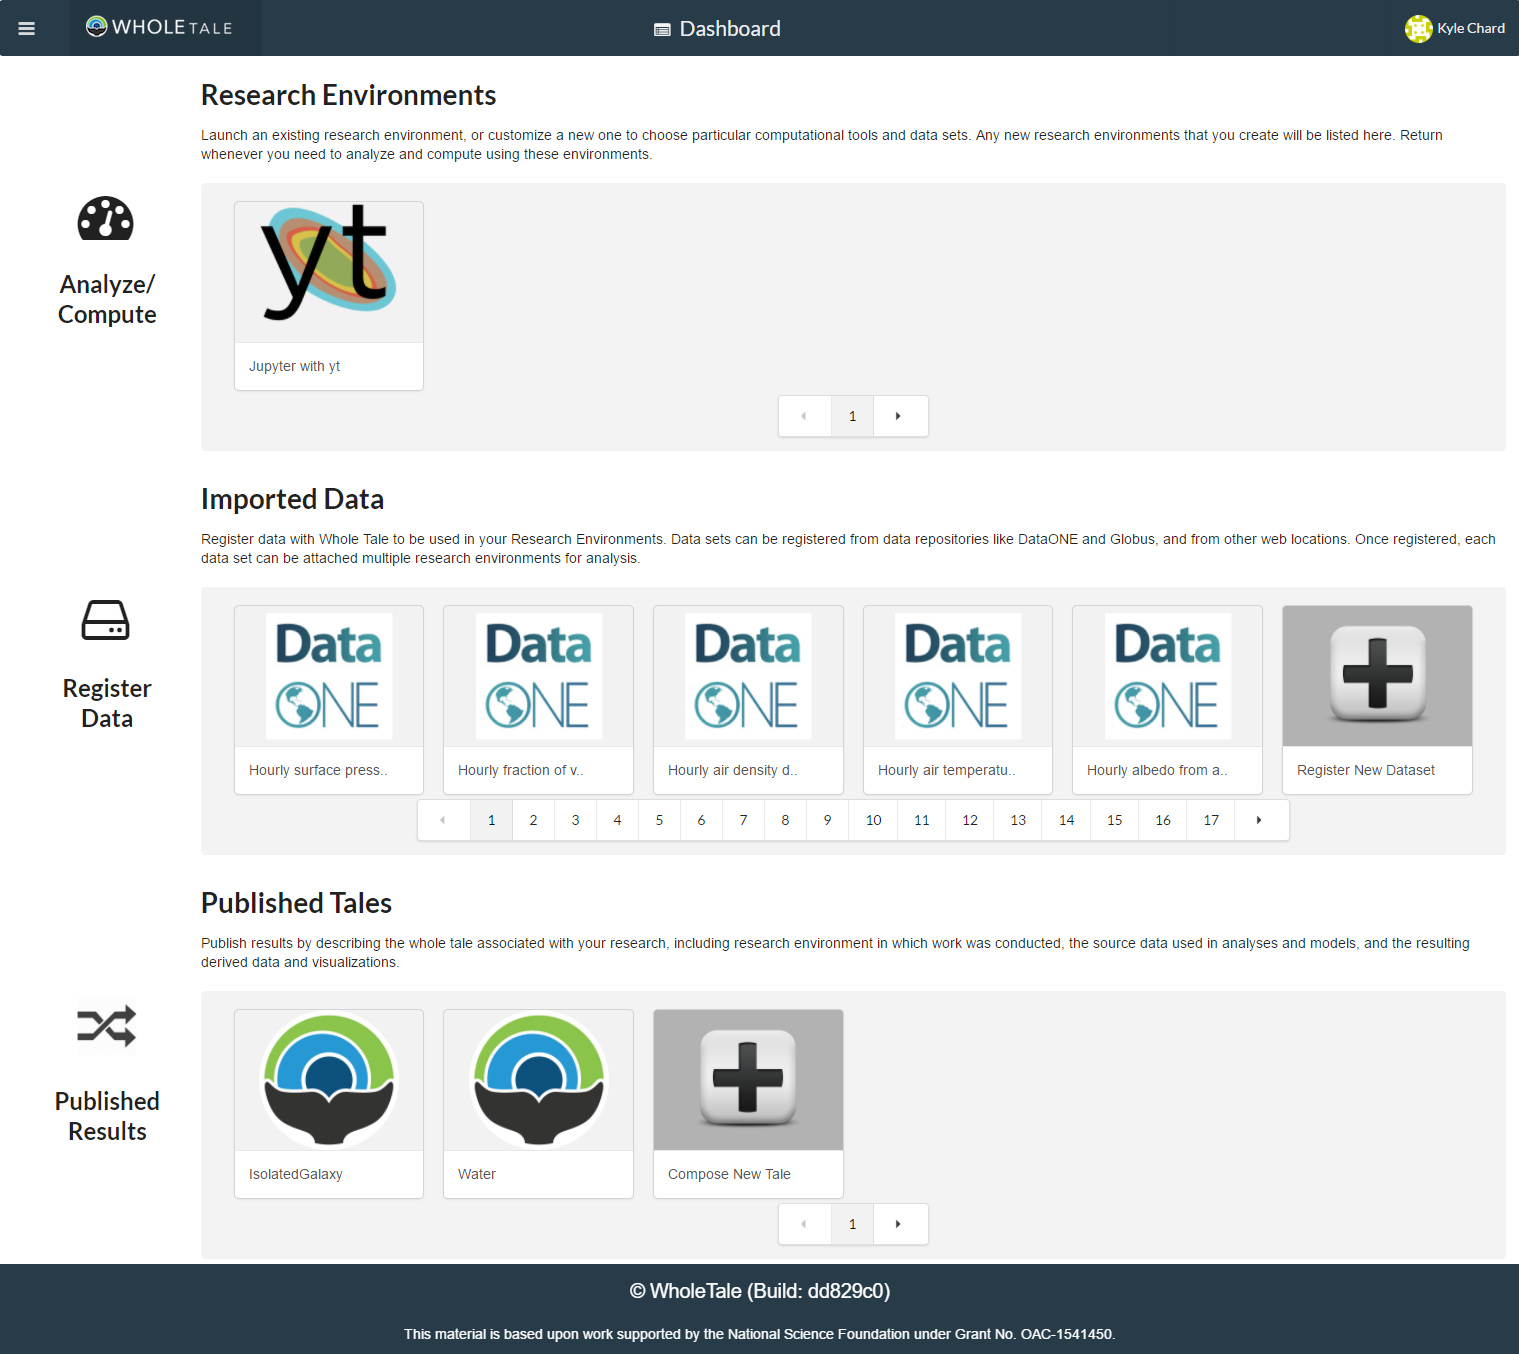 WHOLETALE
Dashboard
Kyle Chard
Research Environments
Launch an existing research environment, or customize a new one to choose particular computational tools and data sets. Any new research environments that you create will be listed here. Return
whenever you need to analyze and compute using these environments.
Analyze/
Compute
yt
Jupyter with yt
1
Imported Data
Register data with Whole Tale to be used in your Research Environments. Data sets can be registered from data repositories like DataONE and Globus, and from other web locations. Once registered, each
data set can be attached multiple research environments for analysis.
Register
Data
Data
ONE
Data
ONE
Data
ONE
Data
ONE
Data
ONE
Hourly surface press..
Hourly fraction of v..
Hourly air density d..
Hourly air temperatu..
Hourly albedo from a..
Register New Dataset
1 2 3 4 5 6 7 8 9 10 11 12 13 14 15 16 17
Published Tales
Publish results by describing the whole tale associated with your research, including research environment in which work was conducted, the source data used in analyses and models, and the resulting
derived data and visualizations.
Published
Results
IsolatedGalaxy
Water
Compose New Tale
1
© WholeTale (Build: dd829c0)
This material is based upon work supported by the National Science Foundation under Grant No. OAC-1541450.